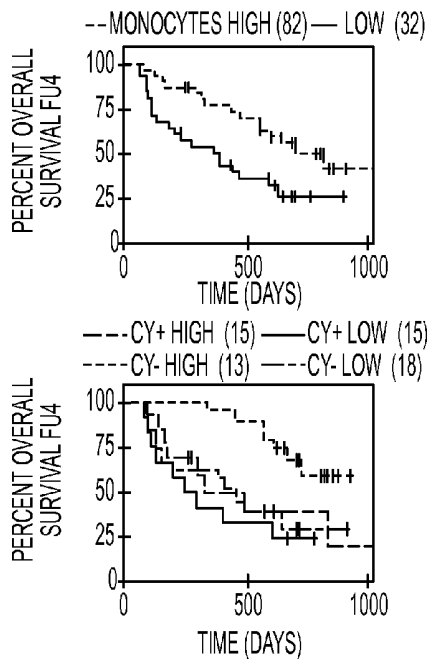 MONOCYTES HIGH (82) LOW (32)
100
75
50
25
0
PERCENT OVERALL
SURVIVAL FU4
0 500 1000
TIME (DAYS)
CY+ HIGH (15) CY+ LOW (15)
CY- HIGH (13) CY- LOW (18)
100
75
50
25
0
PERCENT OVERALL
SURVIVAL FU4
0 500 1000
TIME (DAYS)